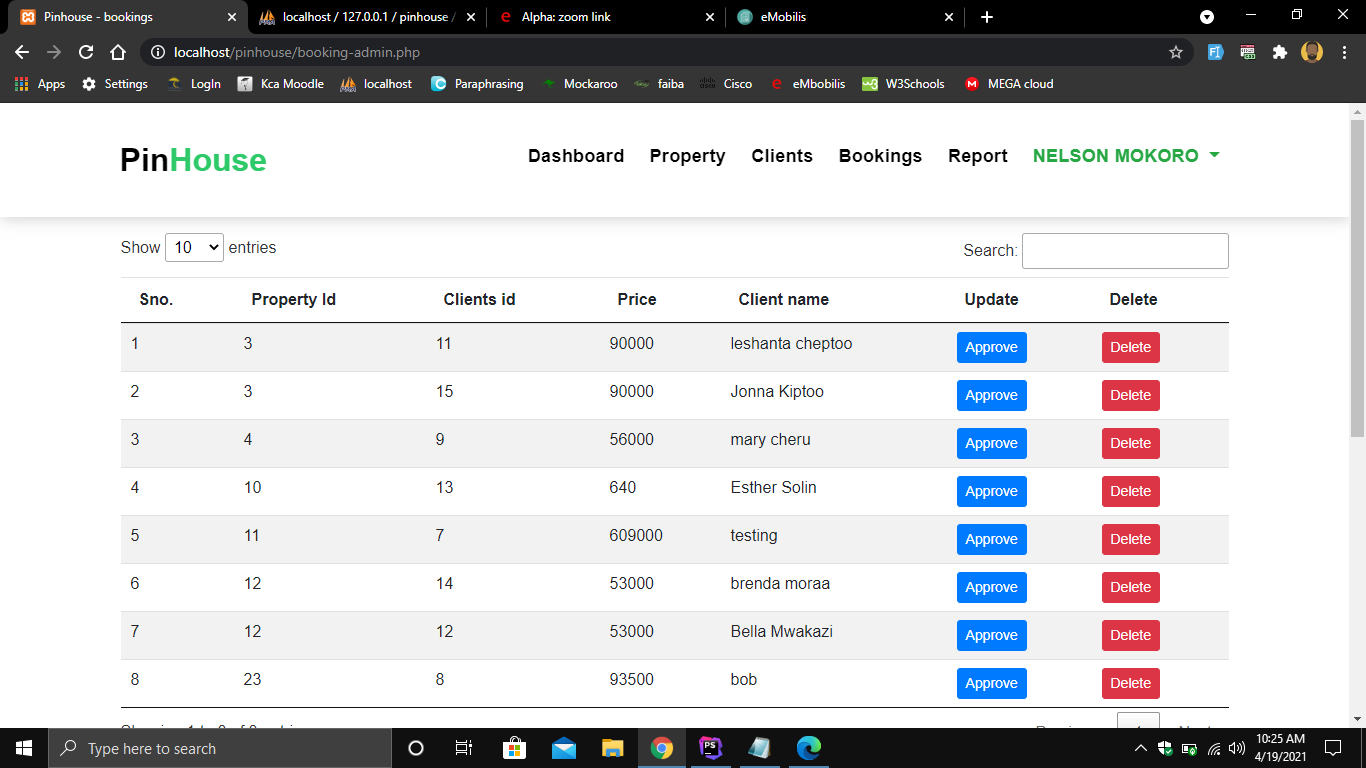 Pinhouse - bookings
localhost / 127.0.0.1 / pinhouse /
Alpha: zoom link
eMobilis
localhost/pinhouse/booking-admin.php
Apps Settings LogIn Kca Moodle localhost Paraphrasing Mockaroo faiba Cisco eMbobilis W3Schools MEGA cloud
PinHouse
Dashboard Property Clients Bookings Report NELSON MOKORO
Show 10 entries Search:
Sno. Property Id Clients id Price Client name Update Delete
1 3 11 90000 leshanta cheptoo Approve Delete
2 3 15 90000 Jonna Kiptoo Approve Delete
3 4 9 56000 mary cheru Approve Delete
4 10 13 640 Esther Solin Approve Delete
5 11 7 609000 testing Approve Delete
6 12 14 53000 brenda moraa Approve Delete
7 12 12 53000 Bella Mwakazi Approve Delete
8 23 8 93500 bob Approve Delete
Type here to search
10:25 AM
4/19/2021